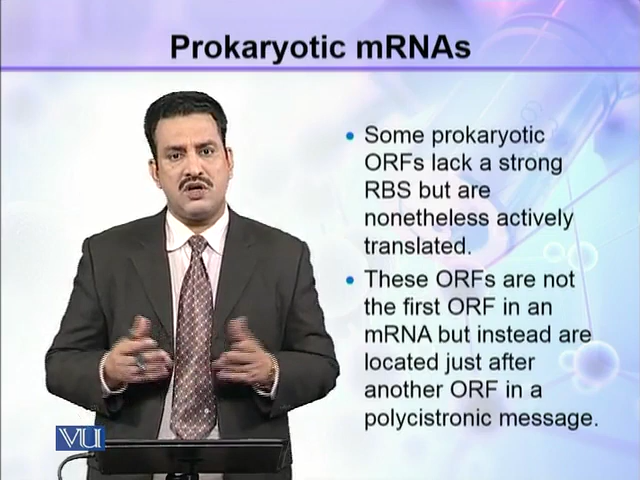 Prokaryotic mRNAs
• Some prokaryotic
ORFs lack a strong
RBS but are
nonetheless actively
translated.
• These ORFs are not
the first ORF in an
mRNA but instead are
located just after
another ORF in a
polycistronic message.
VU